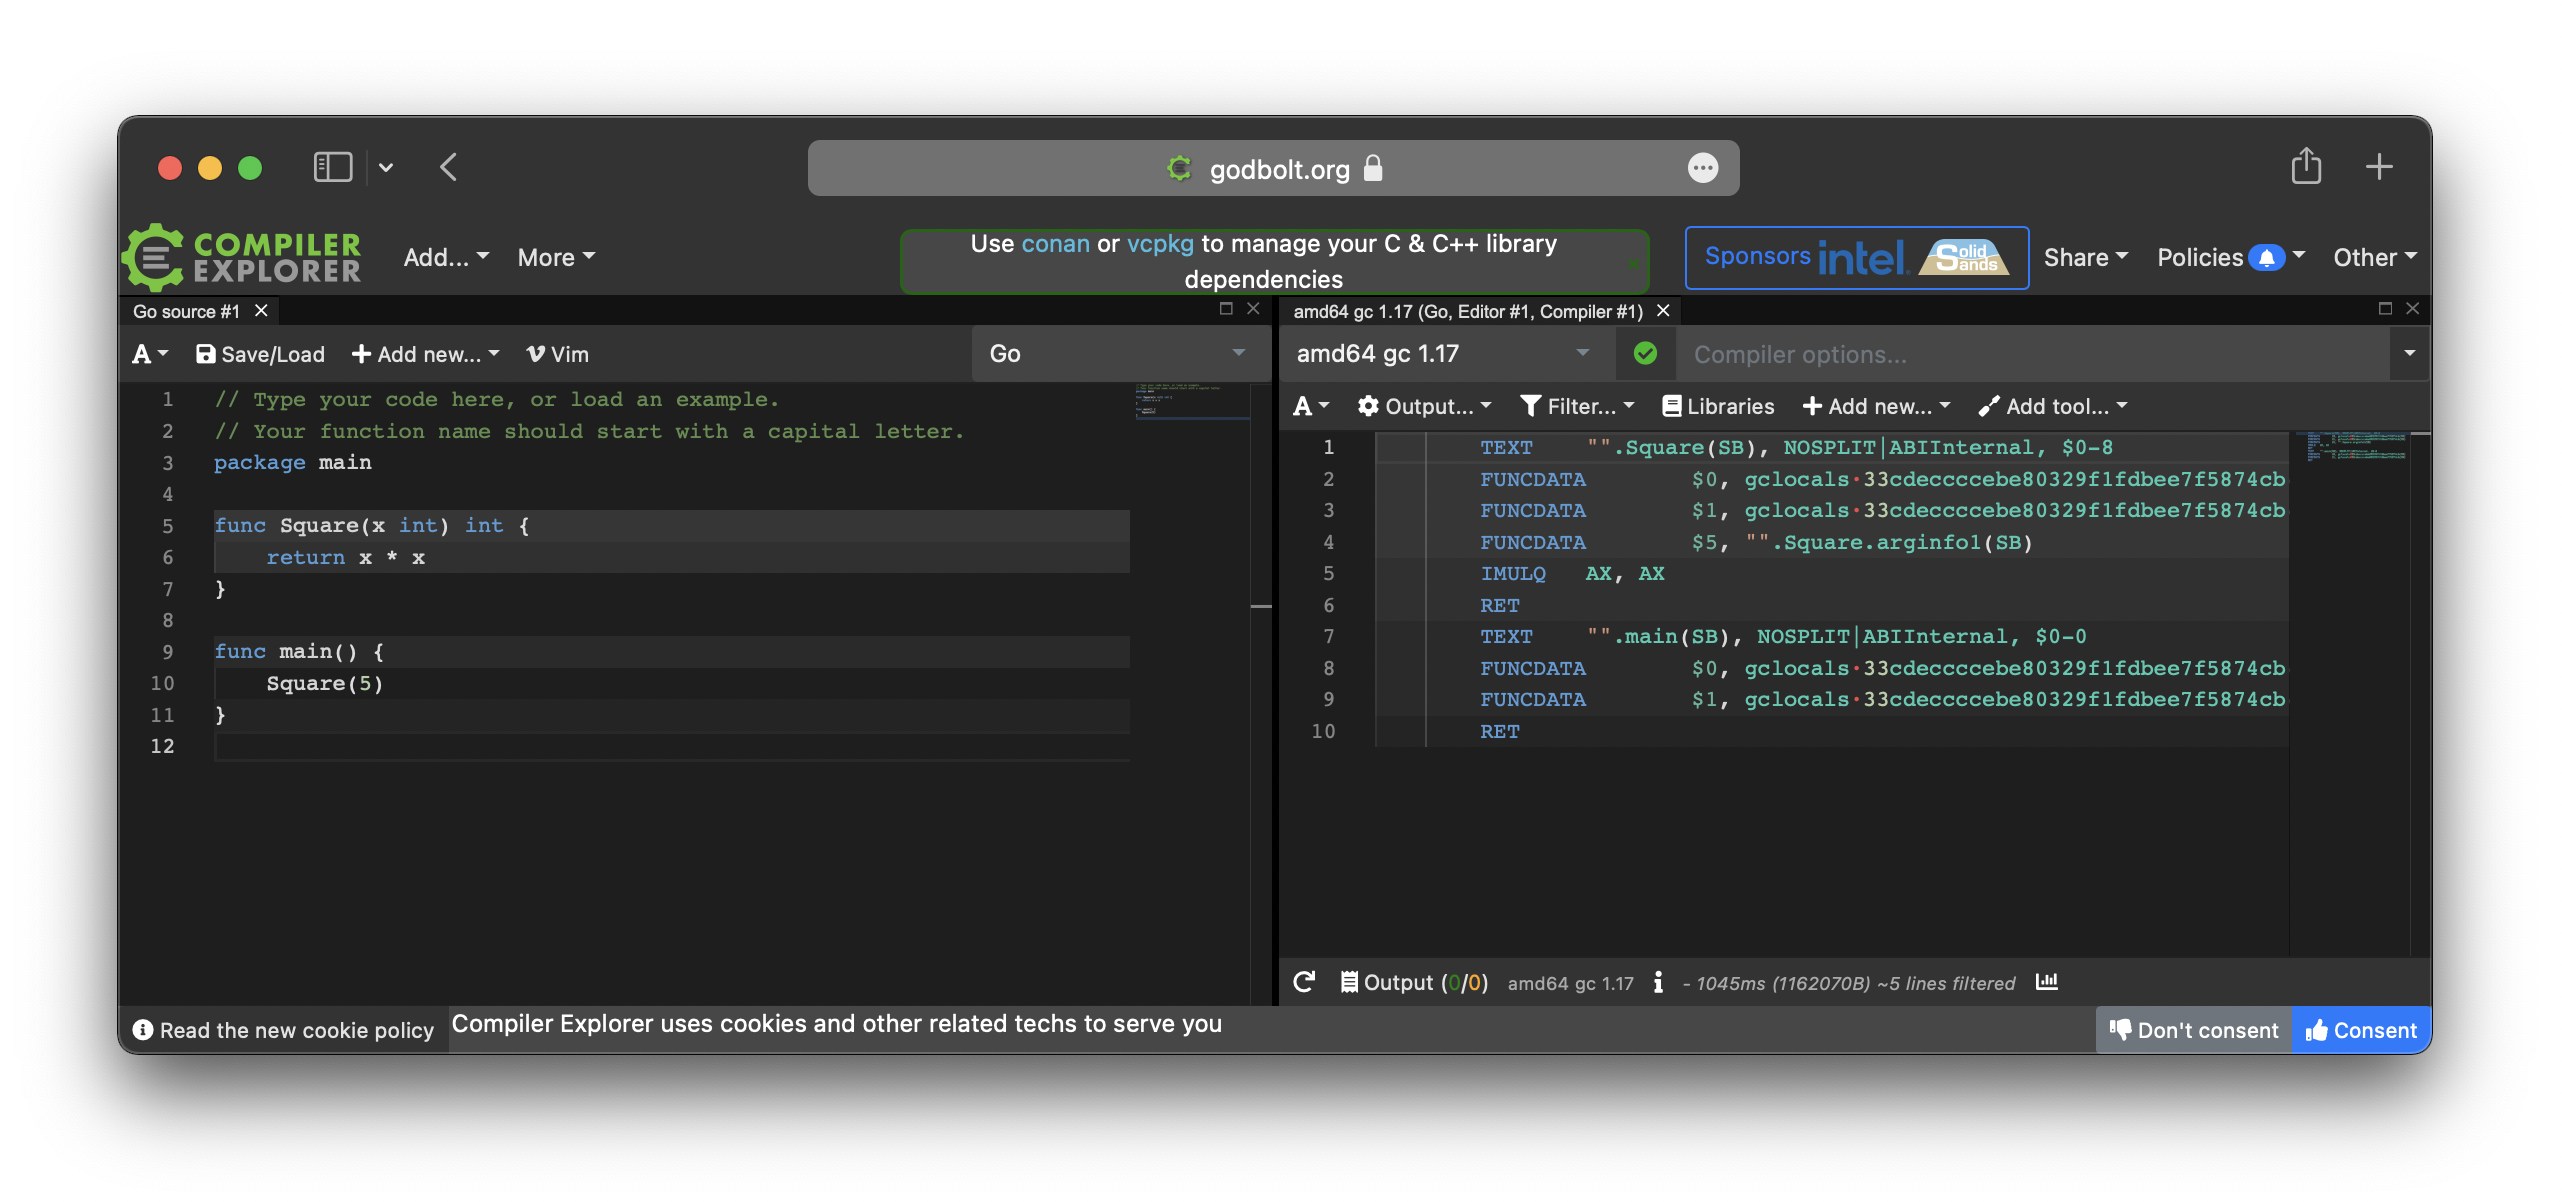 godbolt.org
COMPILER
EXPLORER
Add...
More
Use conan or vcpkg to manage your C & C++ library
dependencies
Sponsors intel. Solid Sands
Share
Policies
Other
Go source #1
A
Save/Load
Add new...
Vim
Go
1 // Type your code here, or load an example.
2 // Your function name should start with a capital letter.
3 package main
4
5 func Square(x int) int {
6 return x * x
7 }
8
9 func main() {
10 Square(5)
11 }
12
amd64 gc 1.17 (Go, Editor #1, Compiler #1)
amd64 gc 1.17
Compiler options...
A
Output...
Filter...
Libraries
Add new...
Add tool...
1 TEXT "".Square(SB), NOSPLIT|ABIInternal, $0-8
2 FUNCDATA $0, gclocals·33cdeccccebe80329f1fdbee7f5874cb
3 FUNCDATA $1, gclocals·33cdeccccebe80329f1fdbee7f5874cb
4 FUNCDATA $5, "".Square.arginfo1(SB)
5 IMULQ AX, AX
6 RET
7 TEXT "".main(SB), NOSPLIT|ABIInternal, $0-0
8 FUNCDATA $0, gclocals·33cdeccccebe80329f1fdbee7f5874cb
9 FUNCDATA $1, gclocals·33cdeccccebe80329f1fdbee7f5874cb
10 RET
Output (0/0) amd64 gc 1.17 - 1045ms (1162070B) ~5 lines filtered
Read the new cookie policy
Compiler Explorer uses cookies and other related techs to serve you
Don't consent
Consent